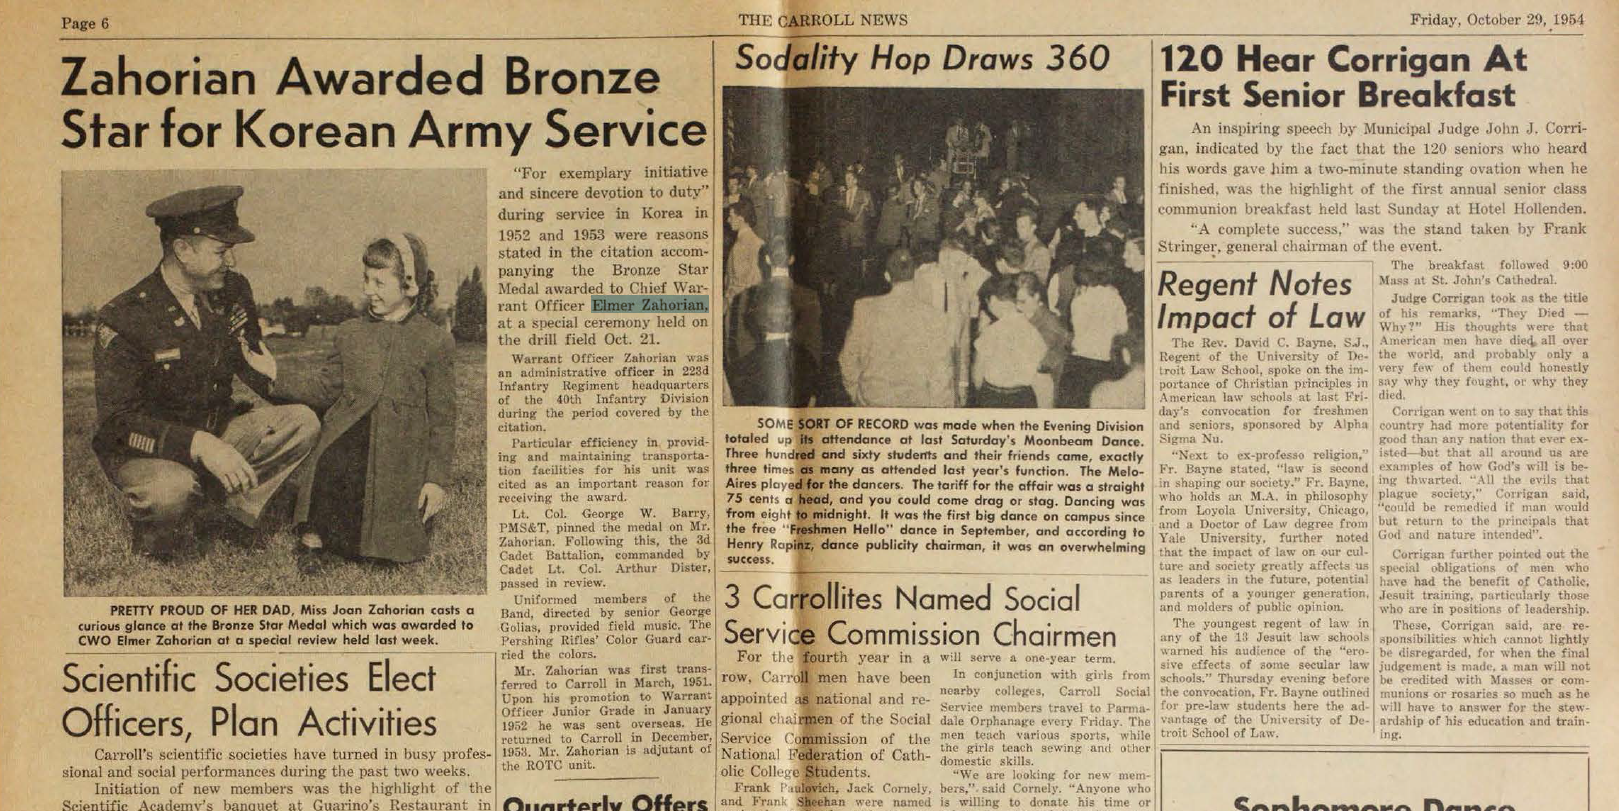 Page 6
THE CARROLL NEWS
Friday, October 29, 1954
Zahorian Awarded Bronze
Star for Korean Army Service
"For exemplary initiative
and sincere devotion to duty"
during service in Korea in
1952 and 1953 were reasons
stated in the citation accom-
panying the Bronze Star
Medal awarded to Chief War-
rant Officer Elmer Zahorian,
at a special ceremony held on
the drill field Oct. 21.
Warrant Officer Zahorian was
an administrative officer in 223d
Infantry Regiment headquarters
of the 40th Infantry Division
during the period covered by the
citation.
Particular efficiency in provid-
ing and maintaining transporta-
tion facilities for his unit was
cited as an important reason for
receiving the award.
Lt. Col. George W. Barry,
PMS&T, pinned the medal on Mr.
Zahorian. Following this, the 3d
Cadet Battalion, commanded by
Cadet Lt. Col. Arthur Dister,
passed in review.
Uniformed members of the
Band, directed by senior George
Golias, provided field music. The
Pershing Rifles' Color Guard car-
ried the colors.
Mr. Zahorian was first trans-
ferred to Carroll in March, 1951.
Upon his promotion to Warrant
Officer Junior Grade in January
1952 he was sent overseas. He
returned to Carroll in December,
1953. Mr. Zahorian is adjutant of
the ROTC unit.
PRETTY PROUD OF HER DAD, Miss Joan Zahorian casts a
curious glance at the Bronze Star Medal which was awarded to
CWO Elmer Zahorian at a special review held last week.
Scientific Societies Elect
Officers, Plan Activities
Carroll's scientific societies have turned in busy profes-
sional and social performances during the past two weeks.
Initiation of new members was the highlight of the
Scientific Academy's banquet at Guarino's Restaurant in
Quarterly Offers
Sodality Hop Draws 360
SOME SORT OF RECORD was made when the Evening Division
totaled up its attendance at last Saturday's Moonbeam Dance.
Three hundred and sixty students and their friends came, exactly
three times as many as attended last year's function. The Melo-
Aires played for the dancers. The tariff for the affair was a straight
75 cents a head, and you could come drag or stag. Dancing was
from eight to midnight. It was the first big dance on campus since
the free "Freshmen Hello" dance in September, and according to
Henry Rapinz, dance publicity chairman, it was an overwhelming
success.
3 Carrollites Named Social
Service Commission Chairmen
For the fourth year in a
row, Carroll men have been
appointed as national and re-
gional chairmen of the Social
Service Commission of the
National Federation of Cath-
olic College Students.
Frank Paulovich, Jack Cornely,
and Frank Sheehan were named
will serve a one-year term.
In conjunction with girls from
nearby colleges, Carroll Social
Service members travel to Parma-
dale Orphanage every Friday. The
men teach various sports, while
the girls teach sewing and other
domestic skills.
"We are looking for new mem-
bers," said Cornely. "Anyone who
is willing to donate his time or
120 Hear Corrigan At
First Senior Breakfast
An inspiring speech by Municipal Judge John J. Corri-
gan, indicated by the fact that the 120 seniors who heard
his words gave him a two-minute standing ovation when he
finished, was the highlight of the first annual senior class
communion breakfast held last Sunday at Hotel Hollenden.
"A complete success," was the stand taken by Frank
Stringer, general chairman of the event.
The breakfast followed 9:00
Mass at St. John's Cathedral.
Judge Corrigan took as the title
of his remarks, "They Died —
Why?" His thoughts were that
American men have died all over
the world, and probably only a
very few of them could honestly
say why they fought, or why they
died.
Corrigan went on to say that this
country had more potentiality for
good than any nation that ever ex-
isted—but that all around us are
examples of how God's will is be-
ing thwarted. "All the evils that
plague society," Corrigan said,
"could be remedied if man would
but return to the principals that
God and nature intended".
Corrigan further pointed out the
special obligations of men who
have had the benefit of Catholic,
Jesuit training, particularly those
who are in positions of leadership.
These, Corrigan said, are re-
sponsibilities which cannot lightly
be disregarded, for when the final
judgement is made, a man will not
be credited with Masses or com-
munions or rosaries so much as he
will have to answer for the stew-
ardship of his education and train-
ing.
Regent Notes
Impact of Law
The Rev. David C. Bayne, S.J.,
Regent of the University of De-
troit Law School, spoke on the im-
portance of Christian principles in
American law schools at last Fri-
day's convocation for freshmen
and seniors, sponsored by Alpha
Sigma Nu.
"Next to ex-professo religion,"
Fr. Bayne stated, "law is second
in shaping our society." Fr. Bayne,
who holds an M.A. in philosophy
from Loyola University, Chicago,
and a Doctor of Law degree from
Yale University, further noted
that the impact of law on our cul-
ture and society greatly affects us
as leaders in the future, potential
parents of a younger generation,
and molders of public opinion.
The youngest regent of law in
any of the 13 Jesuit law schools
warned his audience of the "ero-
sive effects of some secular law
schools." Thursday evening before
the convocation, Fr. Bayne outlined
for pre-law students here the ad-
vantage of the University of De-
troit School of Law.
Sophomore Dance